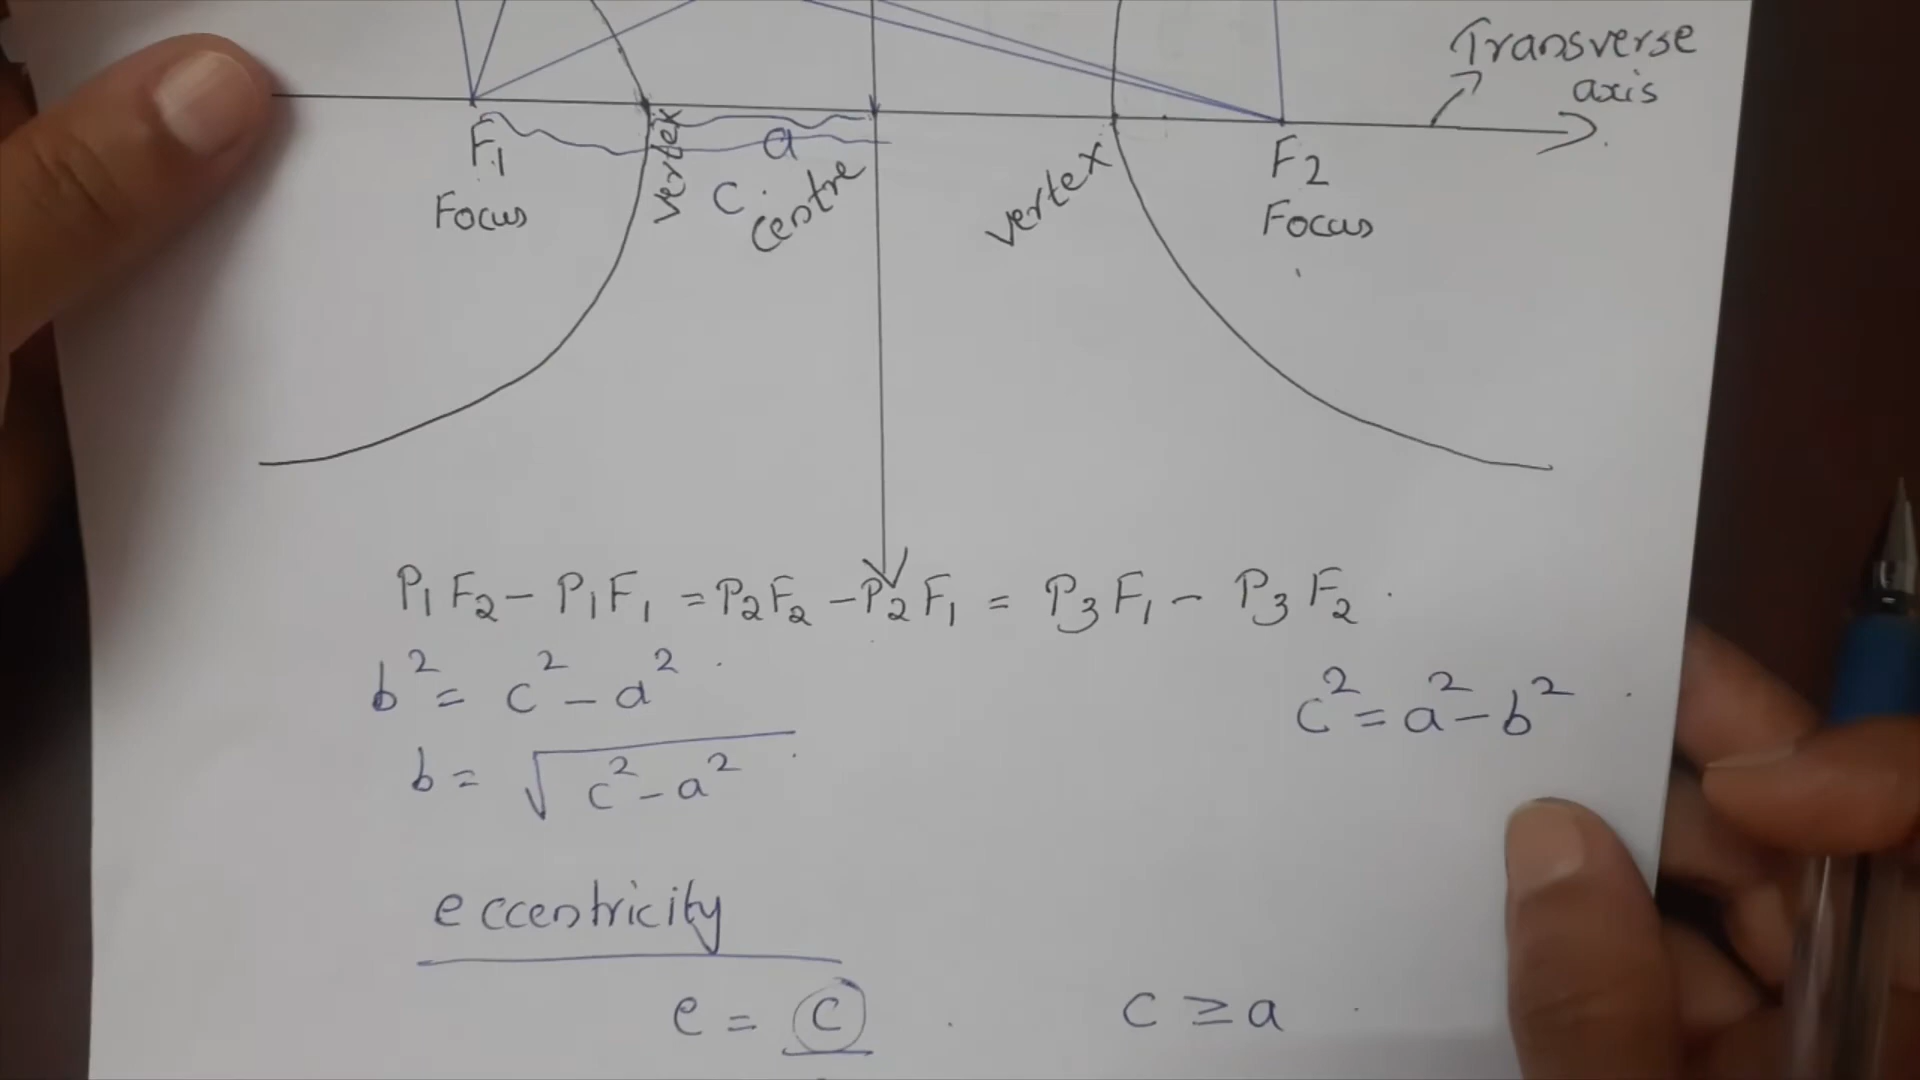 Transverse
axis
F₁
Focus
vertex
a
C
centre
vertex
F₂
Focus
P₁F₂ - P₁F₁ = P₂F₂ - P₂F₁ = P₃F₁ - P₃F₂
b² = c² - a²
c² = a² - b²
b = √(c² - a²)
eccentricity
e = c
c ≥ a